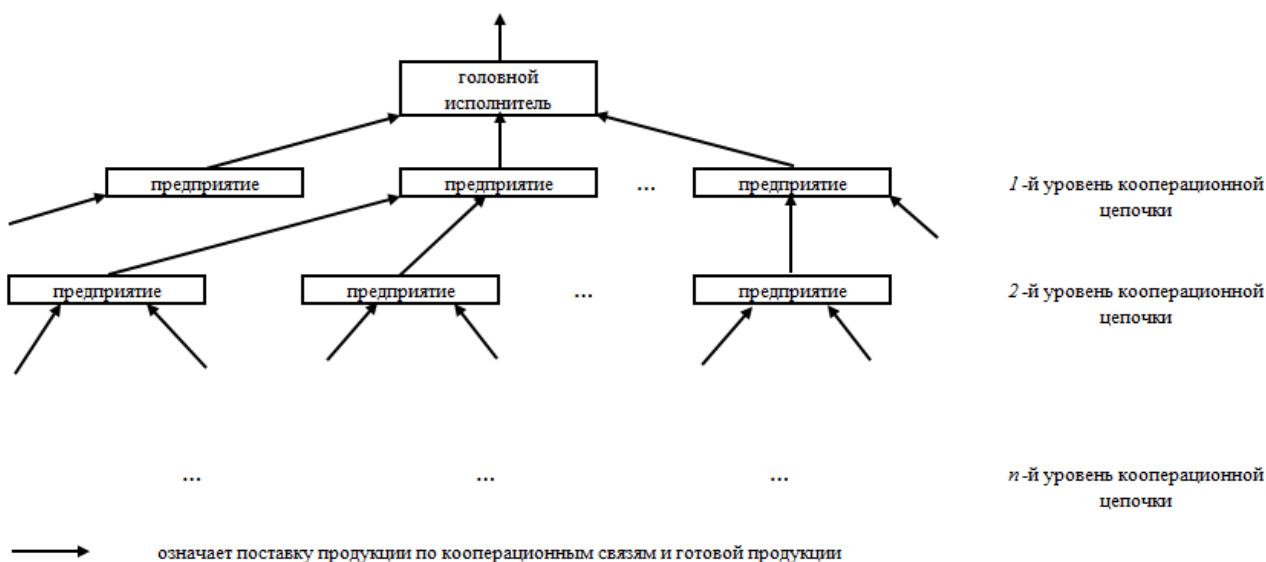 головной
исполнитель
предприятие
предприятие
...
предприятие
1-й уровень кооперационной
цепочки
предприятие
предприятие
...
предприятие
2-й уровень кооперационной
цепочки
...
...
...
n-й уровень кооперационной
цепочки
означает поставку продукции по кооперационным связям и готовой продукции